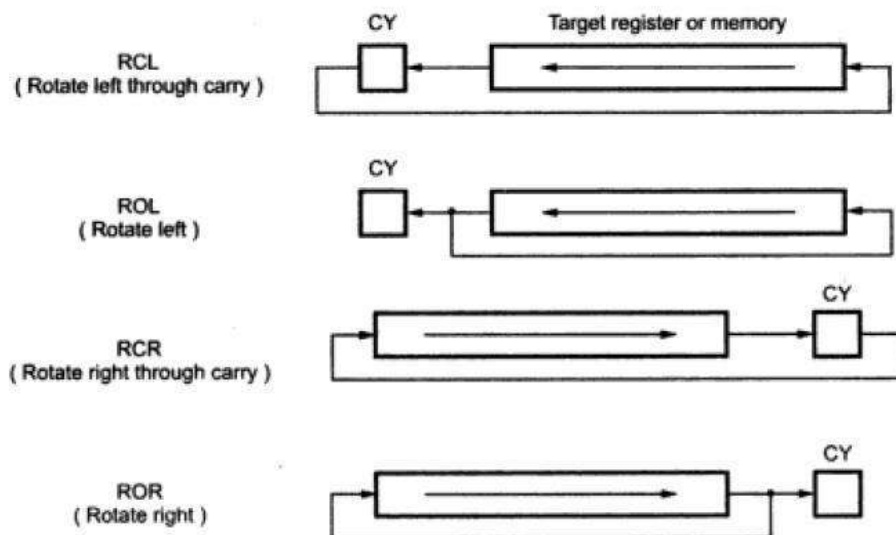 CY
Target register or memory
RCL
( Rotate left through carry )
CY
ROL
( Rotate left )
CY
RCR
( Rotate right through carry )
CY
ROR
( Rotate right )